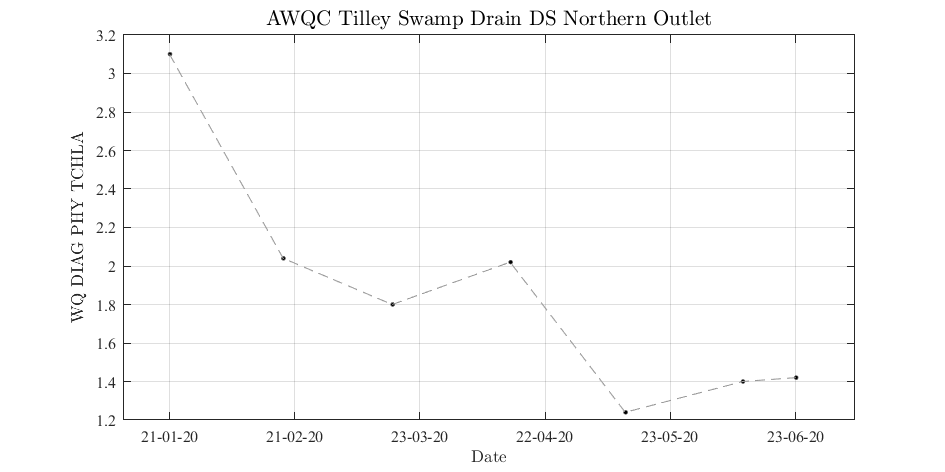 AWQC Tilley Swamp Drain DS Northern Outlet
3.2
3
2.8
2.6
2.4
2.2
2
1.8
1.6
1.4
1.2
WQ DIAG PHY TCHLA
21-01-20 21-02-20 23-03-20 22-04-20 23-05-20 23-06-20
Date